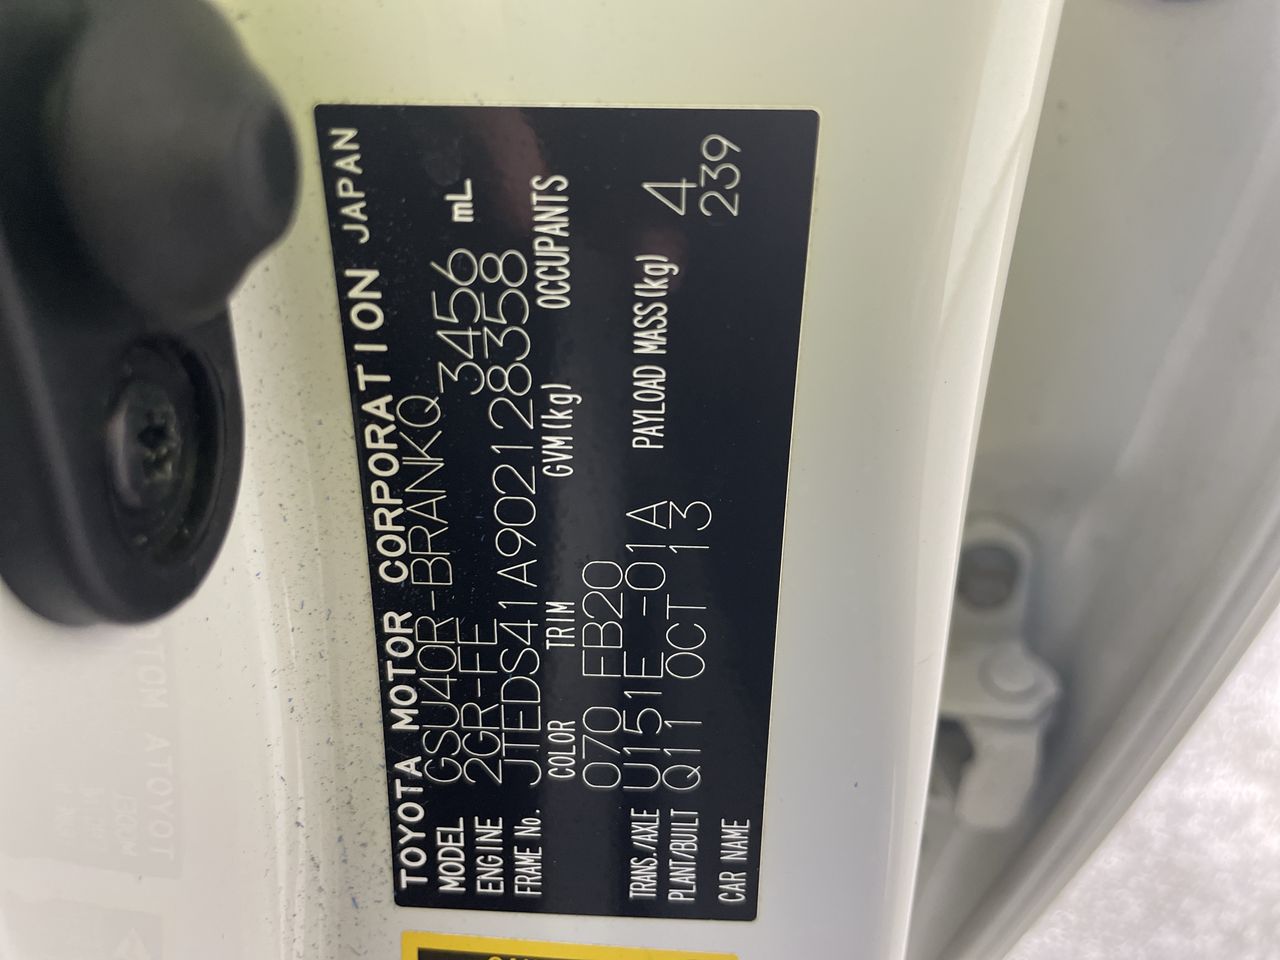 TOYOTA MOTOR CORPORATION JAPAN
MODEL GSU40R-BRANKQ
ENGINE 2GR-FE 3456 mL
FRAME No. JTEDS41A902128358
COLOR TRIM GVM(kg) OCCUPANTS
070 FB20 4
TRANS./AXLE U151E-01A PAYLOAD MASS(kg) 239
PLANT/BUILT Q11 OCT 13
CAR NAME